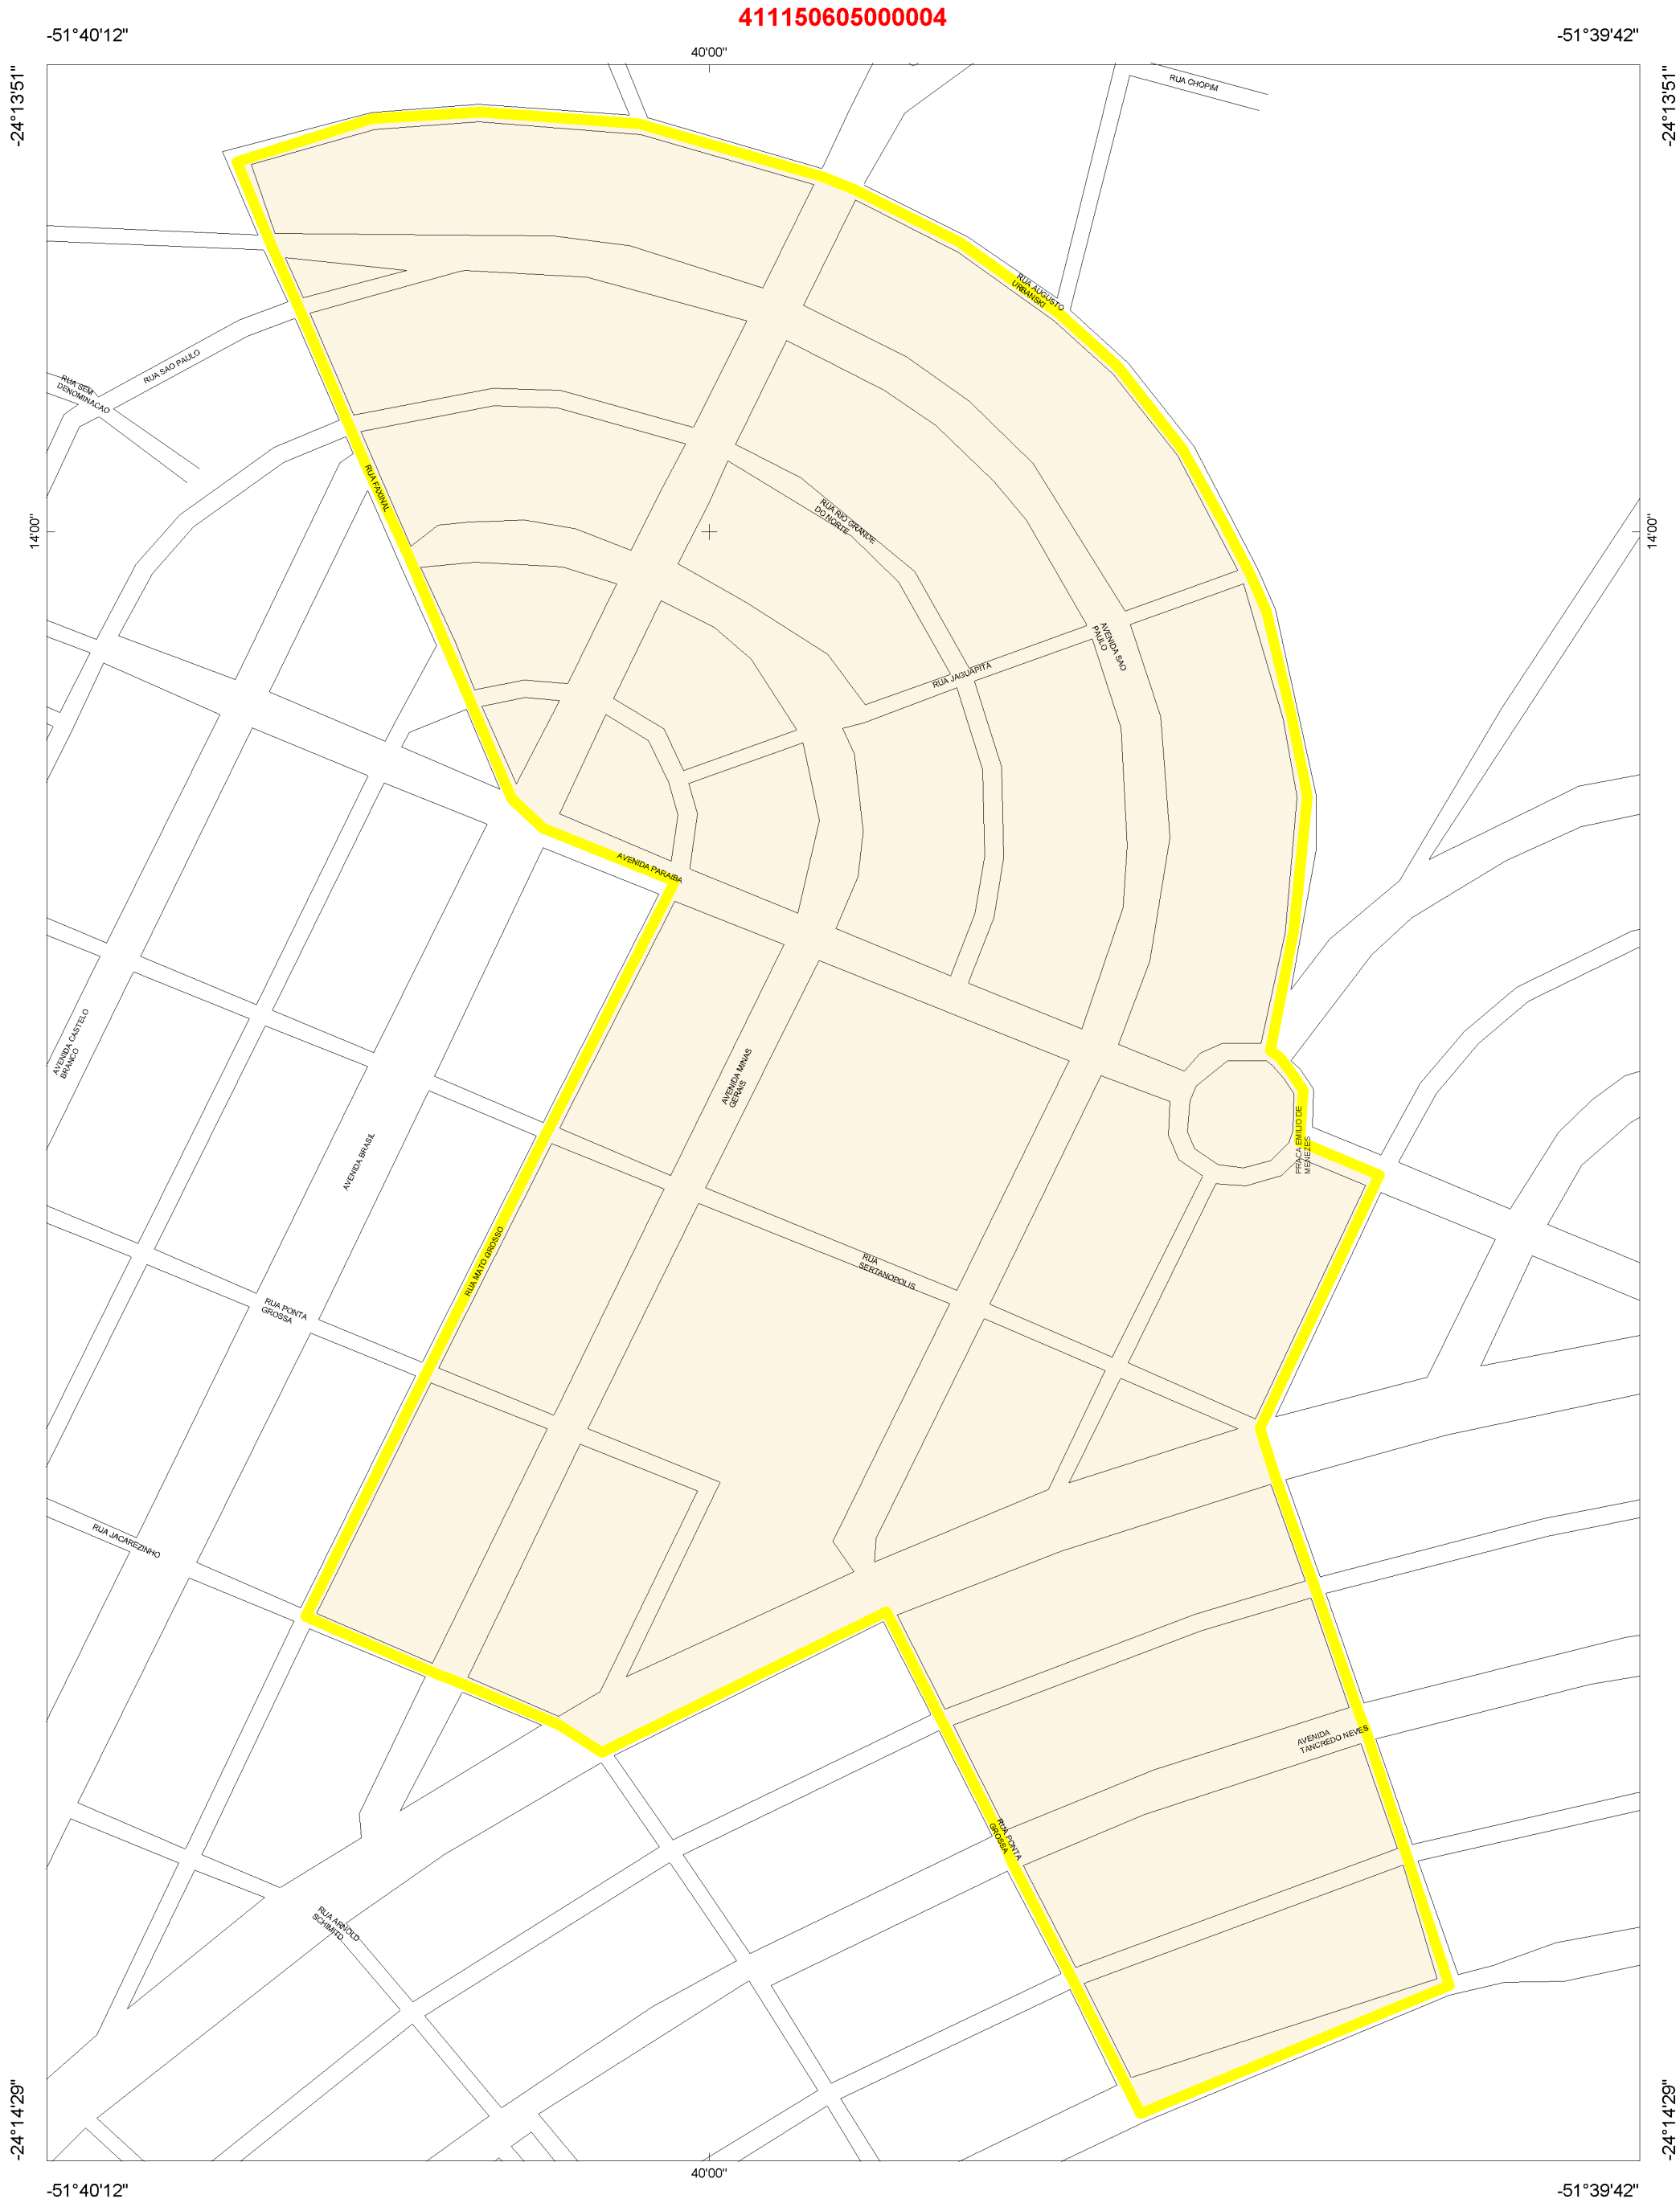 411150605000004
-51°40'12"
-51°39'42"
40'00"
-24°13'51"
-24°13'51"
RUA CHOPIM
RUA AUGUSTO
URBANSKI
RUA SAO PAULO
RUA SEM
DENOMINACAO
RUA FAXINAL
14'00"
14'00"
RUA RIO GRANDE
DO NORTE
AVENIDA SAO
PAULO
RUA JAGUAPITA
AVENIDA PARAIBA
AVENIDA CASTELO
BRANCO
AVENIDA MINAS
GERAIS
AVENIDA BRASIL
PRACA EMILIO DE
MENEZES
RUA MATO GROSSO
RUA
SERTANOPOLIS
RUA PONTA
GROSSA
RUA JACAREZINHO
AVENIDA
TANCREDO NEVES
RUA PONTA
GROSSA
RUA ARNOLD
SCHIMITD
-24°14'29"
-24°14'29"
40'00"
-51°40'12"
-51°39'42"